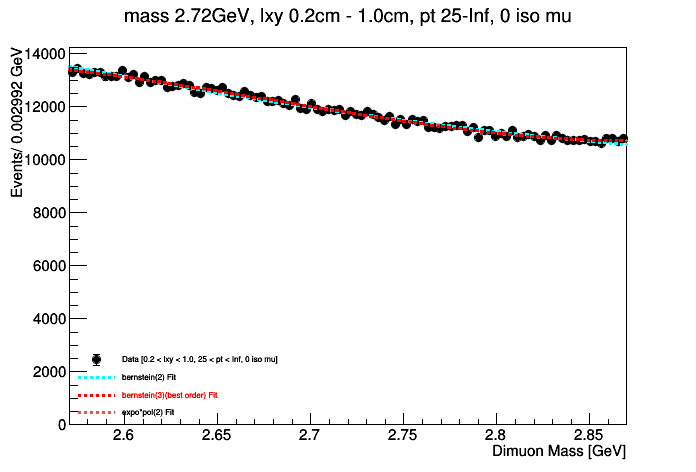 mass 2.72GeV, lxy 0.2cm - 1.0cm, pt 25-Inf, 0 iso mu
Events/ 0.002992 GeV
14000
12000
10000
8000
6000
4000
2000
0
Data [0.2 < lxy < 1.0, 25 < pt < Inf, 0 iso mu]
bernstein(2) Fit
bernstein(3)(best order) Fit
expo*pol(2) Fit
2.6 2.65 2.7 2.75 2.8 2.85
Dimuon Mass [GeV]